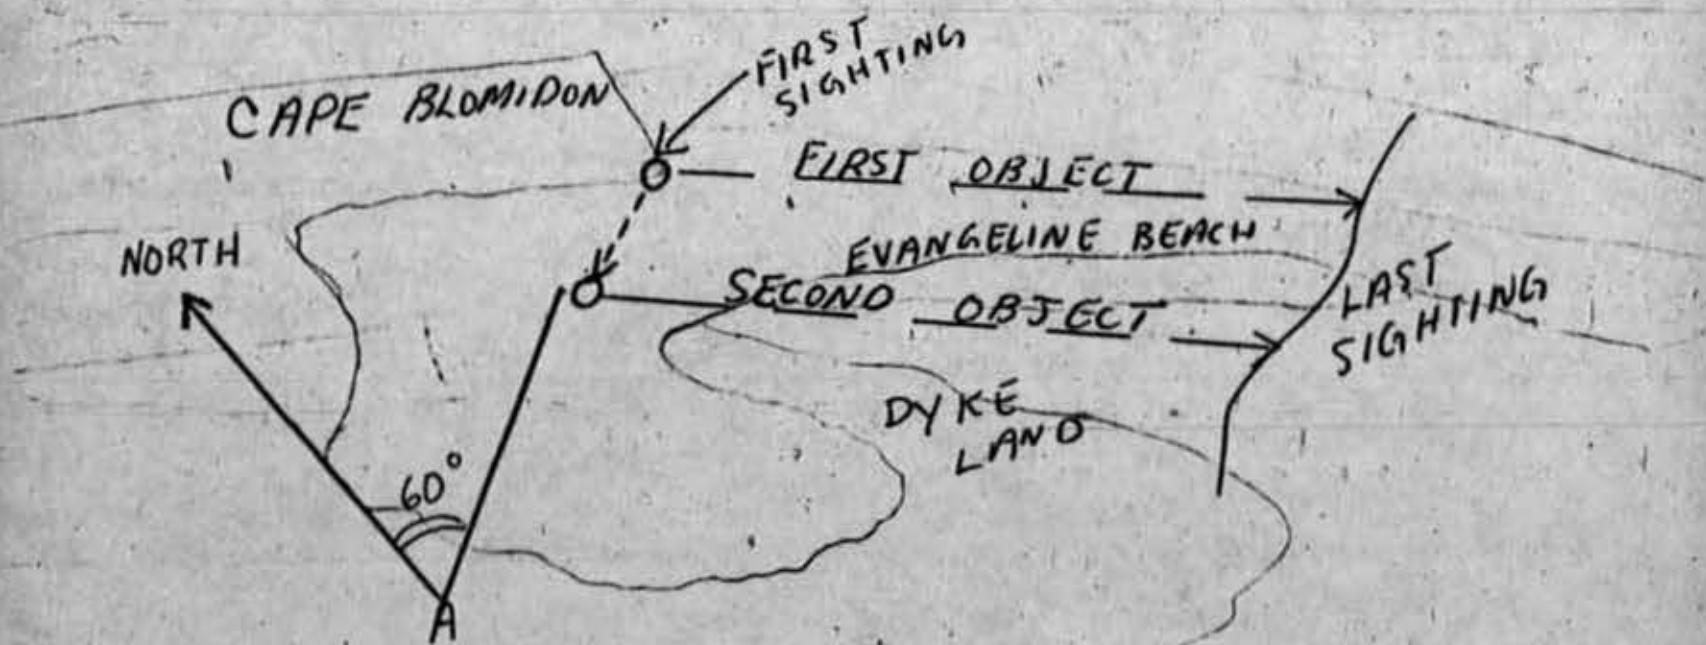 FIRST
SIGHTING
CAPE BLOMIDON
FIRST OBJECT
NORTH
EVANGELINE BEACH
SECOND OBJECT
LAST
SIGHTING
DYKE
LAND
60°
A